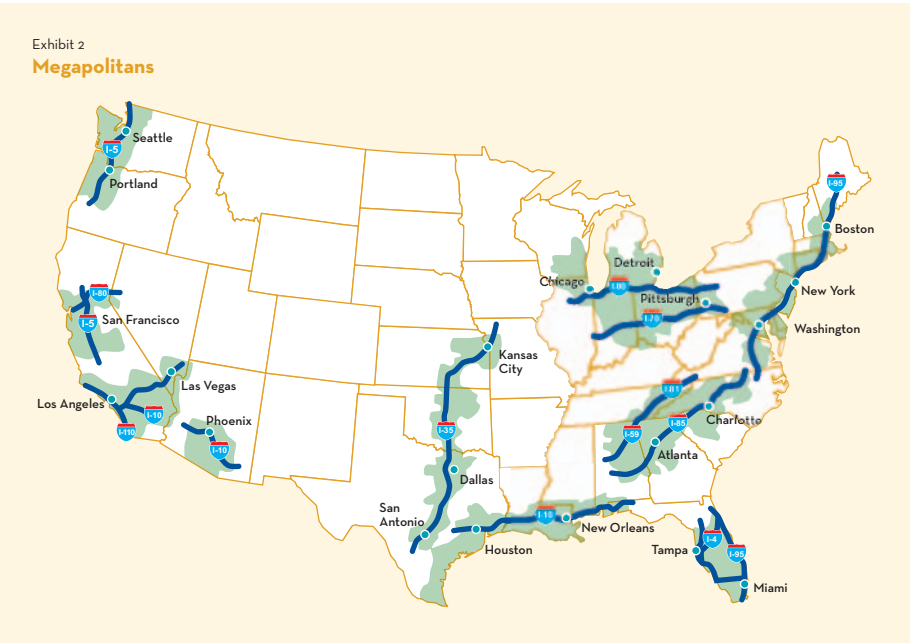 Exhibit 2
Megapolitans
Seattle
I-5
Portland
I-95
Boston
Detroit
Chicago
I-80
Pittsburgh
New York
I-80
San Francisco
I-5
I-70
Washington
Kansas
City
Las Vegas
Los Angeles
I-10
I-110
Phoenix
I-10
I-81
I-85
Charlotte
I-59
Atlanta
I-35
Dallas
San
Antonio
I-10
New Orleans
Houston
Tampa
I-4
I-95
Miami